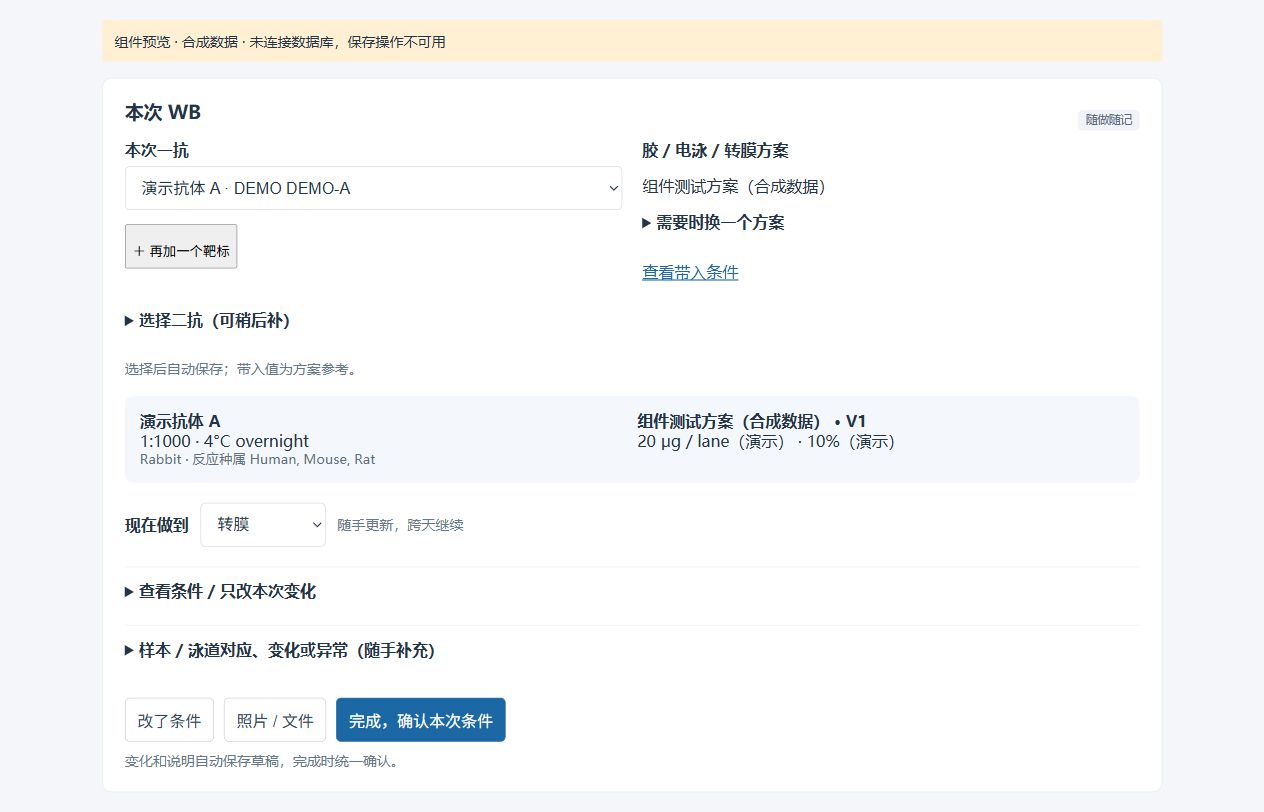 组件预览 · 合成数据 · 未连接数据库，保存操作不可用
本次 WB
随做随记
本次一抗
演示抗体 A · DEMO DEMO-A
＋ 再加一个靶标
胶 / 电泳 / 转膜方案
组件测试方案（合成数据）
▶ 需要时换一个方案
查看带入条件
▶ 选择二抗（可稍后补）
选择后自动保存；带入值为方案参考。
演示抗体 A
1:1000 · 4°C overnight
Rabbit · 反应种属 Human, Mouse, Rat
组件测试方案（合成数据） • V1
20 µg / lane（演示） · 10%（演示）
现在做到 转膜 随手更新，跨天继续
▶ 查看条件 / 只改本次变化
▶ 样本 / 泳道对应、变化或异常（随手补充）
改了条件 照片 / 文件 完成，确认本次条件
变化和说明自动保存草稿，完成时统一确认。